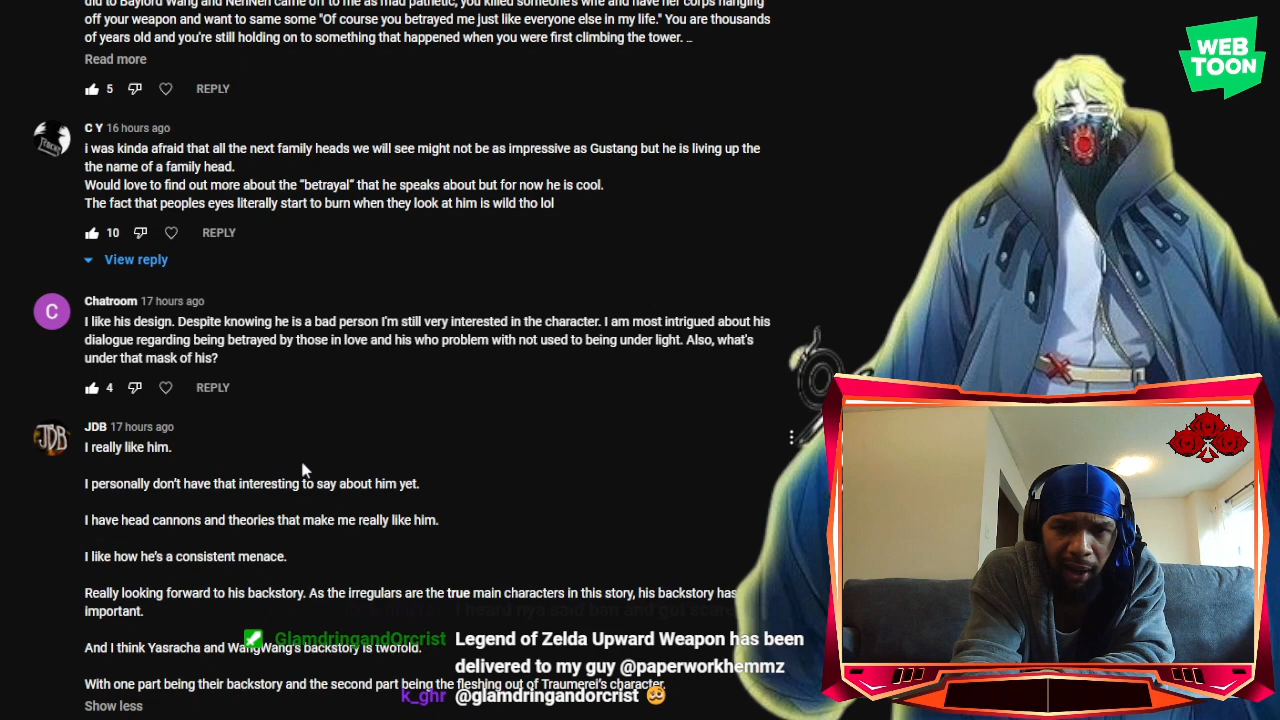 did to Baylord Wang and NenNen came off to me as mad pathetic, you killed someone's wife and have her corps hanging
off your weapon and want to same some "Of course you betrayed me just like everyone else in my life." You are thousands
of years old and you're still holding on to something that happened when you were first climbing the tower. ...
Read more
5
REPLY
C Y 16 hours ago
i was kinda afraid that all the next family heads we will see might not be as impressive as Gustang but he is living up the
the name of a family head.
Would love to find out more about the "betrayal" that he speaks about but for now he is cool.
The fact that peoples eyes literally start to burn when they look at him is wild tho lol
10
REPLY
View reply
C
Chatroom 17 hours ago
I like his design. Despite knowing he is a bad person I'm still very interested in the character. I am most intrigued about his
dialogue regarding being betrayed by those in love and his who problem with not used to being under light. Also, what's
under that mask of his?
4
REPLY
JDB
JDB 17 hours ago
I really like him.
I personally don't have that interesting to say about him yet.
I have head cannons and theories that make me really like him.
I like how he's a consistent menace.
Really looking forward to his backstory. As the irregulars are the true main characters in this story, his backstory has
important.
And I think Yasracha and WangWang's backstory is twofold.
With one part being their backstory and the second part being the fleshing out of Traumerei's character.
Show less
GlamdringandOrcrist Legend of Zelda Upward Weapon has been
delivered to my guy @paperworkhemmz
k_ghr @glamdringandorcrist
WEB
TOON